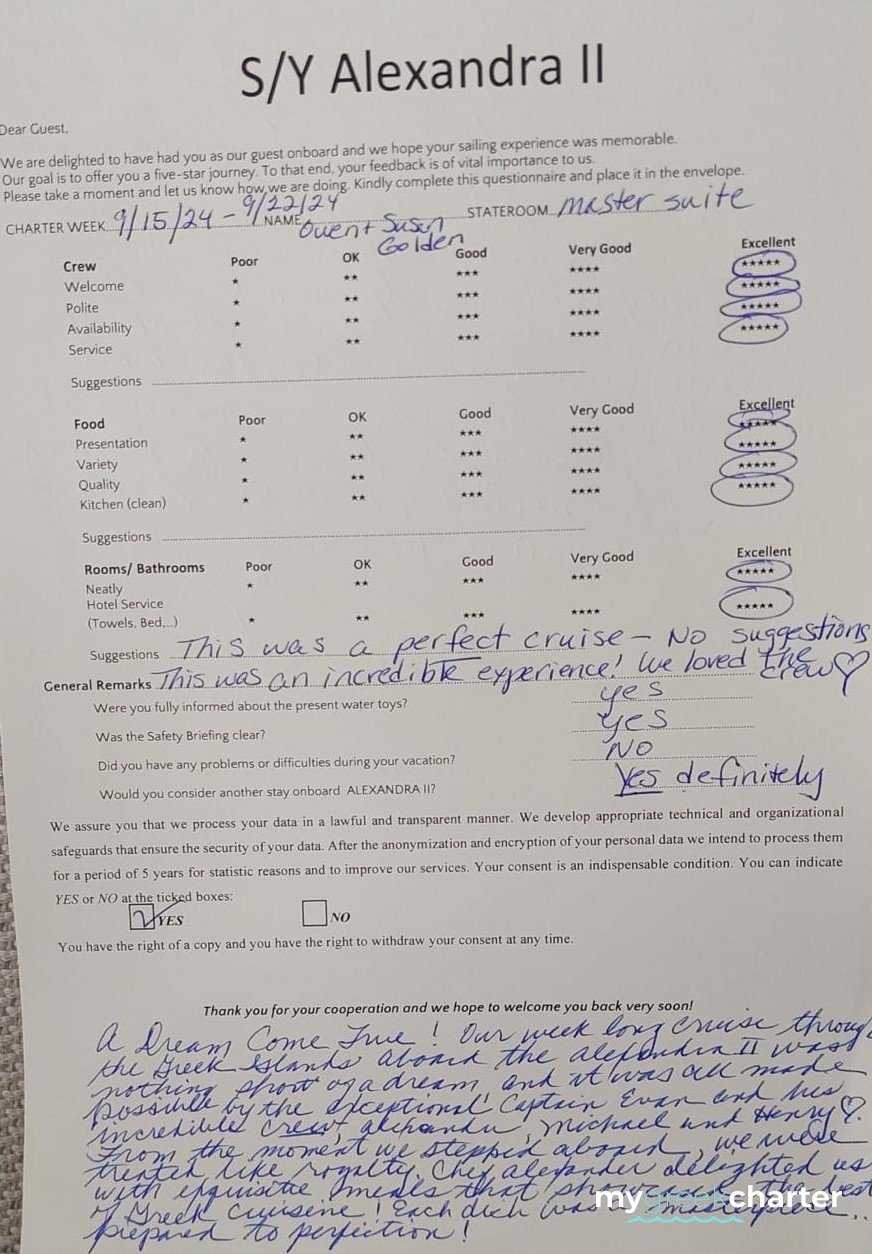 S/Y Alexandra II
Dear Guest,
We are delighted to have had you as our guest onboard and we hope your sailing experience was memorable.
Our goal is to offer you a five-star journey. To that end, your feedback is of vital importance to us.
Please take a moment and let us know how we are doing. Kindly complete this questionnaire and place it in the envelope.
CHARTER WEEK 9/15/24 - 9/22/24 NAME Owen + Susan Golden STATEROOM master suite
Crew Poor OK Good Very Good Excellent
Welcome * ** *** **** *****
Polite * ** *** **** *****
Availability * ** *** **** *****
Service * ** *** **** *****
Suggestions
Food Poor OK Good Very Good Excellent
Presentation * ** *** **** *****
Variety * ** *** **** *****
Quality * ** *** **** *****
Kitchen (clean) * ** *** **** *****
Suggestions
Rooms/ Bathrooms Poor OK Good Very Good Excellent
Neatly * ** *** **** *****
Hotel Service
(Towels, Bed,...) * ** *** **** *****
Suggestions This was a perfect cruise - No suggestions
General Remarks This was an incredible experience! We loved the crew ♡
Were you fully informed about the present water toys? yes
Was the Safety Briefing clear? yes
Did you have any problems or difficulties during your vacation? NO
Would you consider another stay onboard ALEXANDRA II? Yes definitely
We assure you that we process your data in a lawful and transparent manner. We develop appropriate technical and organizational
safeguards that ensure the security of your data. After the anonymization and encryption of your personal data we intend to process them
for a period of 5 years for statistic reasons and to improve our services. Your consent is an indispensable condition. You can indicate
YES or NO at the ticked boxes:
YES NO
You have the right of a copy and you have the right to withdraw your consent at any time.
Thank you for your cooperation and we hope to welcome you back very soon!
A Dream Come True! Our week long cruise through
the Greek Islands aboard the Alexandra II was
nothing short of a dream, and it was all made
possible by the exceptional Captain Evan and his
incredible crew, Michael and Henry ♡.
From the moment we stepped aboard, we were
treated like royalty. Chef Alexander delighted us
with exquisite meals that the best
of Greek cuisene! Each dish was masterpiece..
prepared to perfection!
mygreekcharter